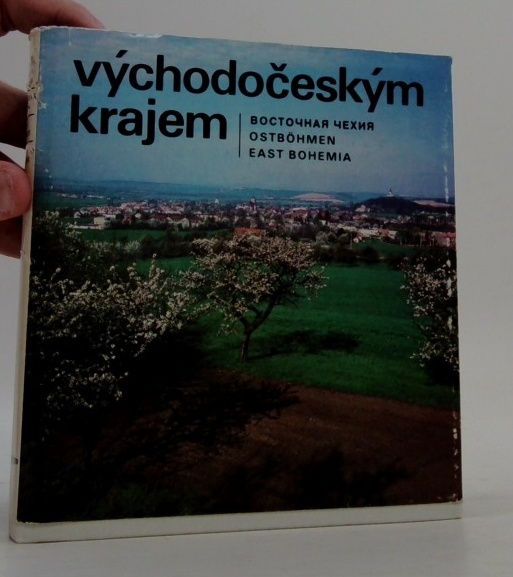 východočeským
krajem
ВОСТОЧНАЯ ЧЕХИЯ
OSTBÖHMEN
EAST BOHEMIA